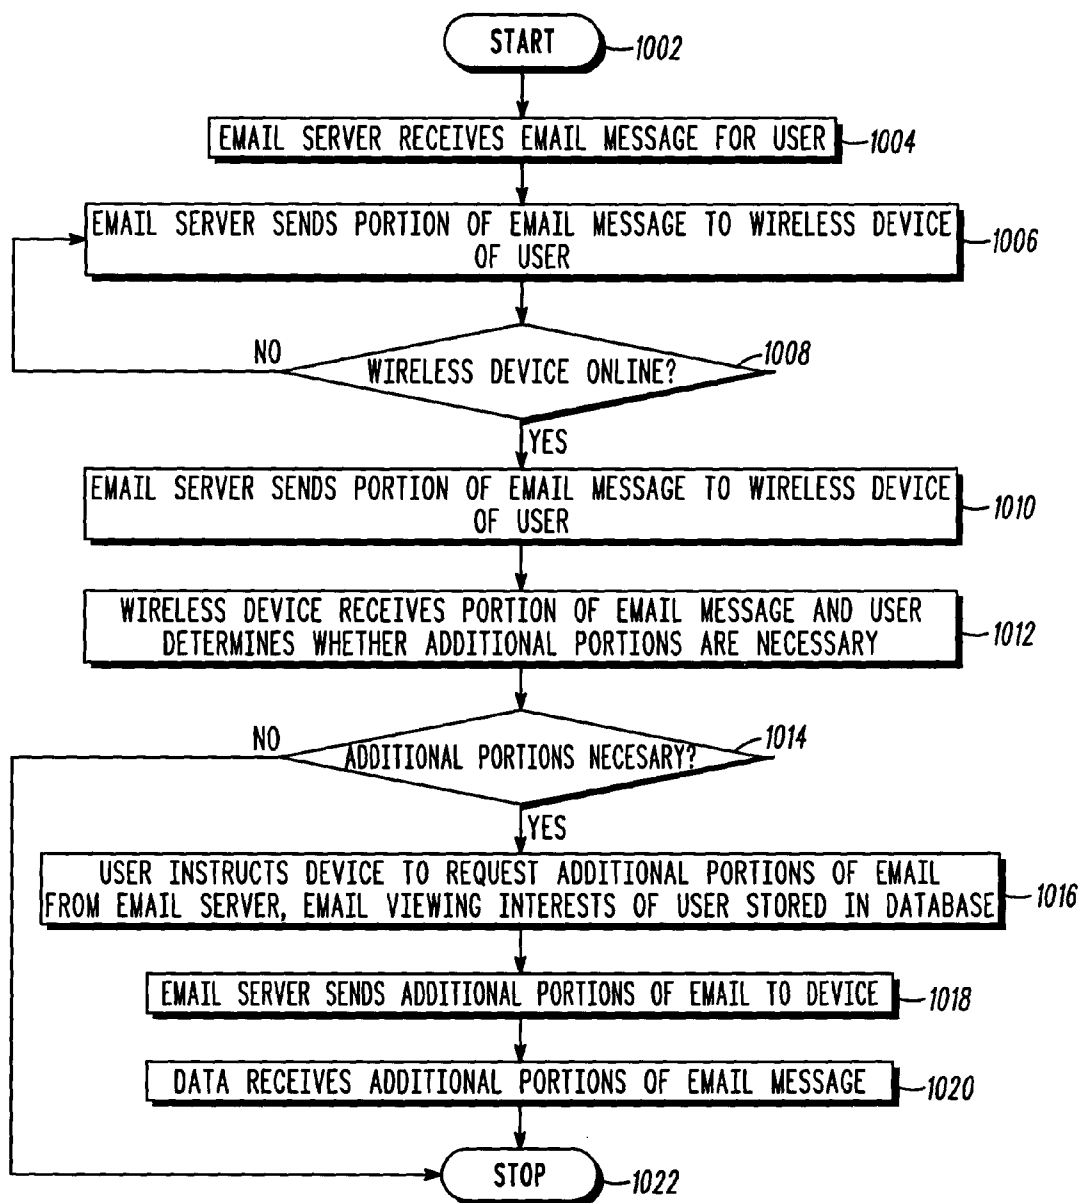 START
1002
EMAIL SERVER RECEIVES EMAIL MESSAGE FOR USER
1004
EMAIL SERVER SENDS PORTION OF EMAIL MESSAGE TO WIRELESS DEVICE
OF USER
1006
NO
WIRELESS DEVICE ONLINE?
1008
YES
EMAIL SERVER SENDS PORTION OF EMAIL MESSAGE TO WIRELESS DEVICE
OF USER
1010
WIRELESS DEVICE RECEIVES PORTION OF EMAIL MESSAGE AND USER
DETERMINES WHETHER ADDITIONAL PORTIONS ARE NECESSARY
1012
NO
ADDITIONAL PORTIONS NECESARY?
1014
YES
USER INSTRUCTS DEVICE TO REQUEST ADDITIONAL PORTIONS OF EMAIL
FROM EMAIL SERVER, EMAIL VIEWING INTERESTS OF USER STORED IN DATABASE
1016
EMAIL SERVER SENDS ADDITIONAL PORTIONS OF EMAIL TO DEVICE
1018
DATA RECEIVES ADDITIONAL PORTIONS OF EMAIL MESSAGE
1020
STOP
1022